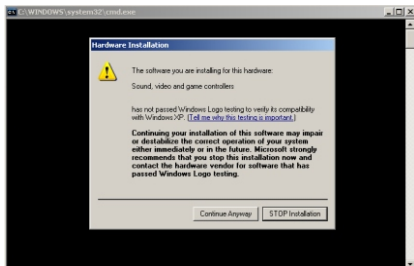 C:\WINDOWS\system32\cmd.exe
Hardware Installation
The software you are installing for this hardware:
Sound, video and game controllers
has not passed Windows Logo testing to verify its compatibility
with Windows XP. (Tell me why this testing is important.)
Continuing your installation of this software may impair
or destabilize the correct operation of your system
either immediately or in the future. Microsoft strongly
recommends that you stop this installation now and
contact the hardware vendor for software that has
passed Windows Logo testing.
Continue Anyway STOP Installation